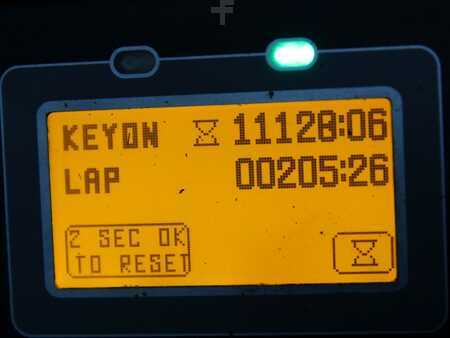 KEYON 11128:06
LAP 00205:26
2 SEC OK
TO RESET